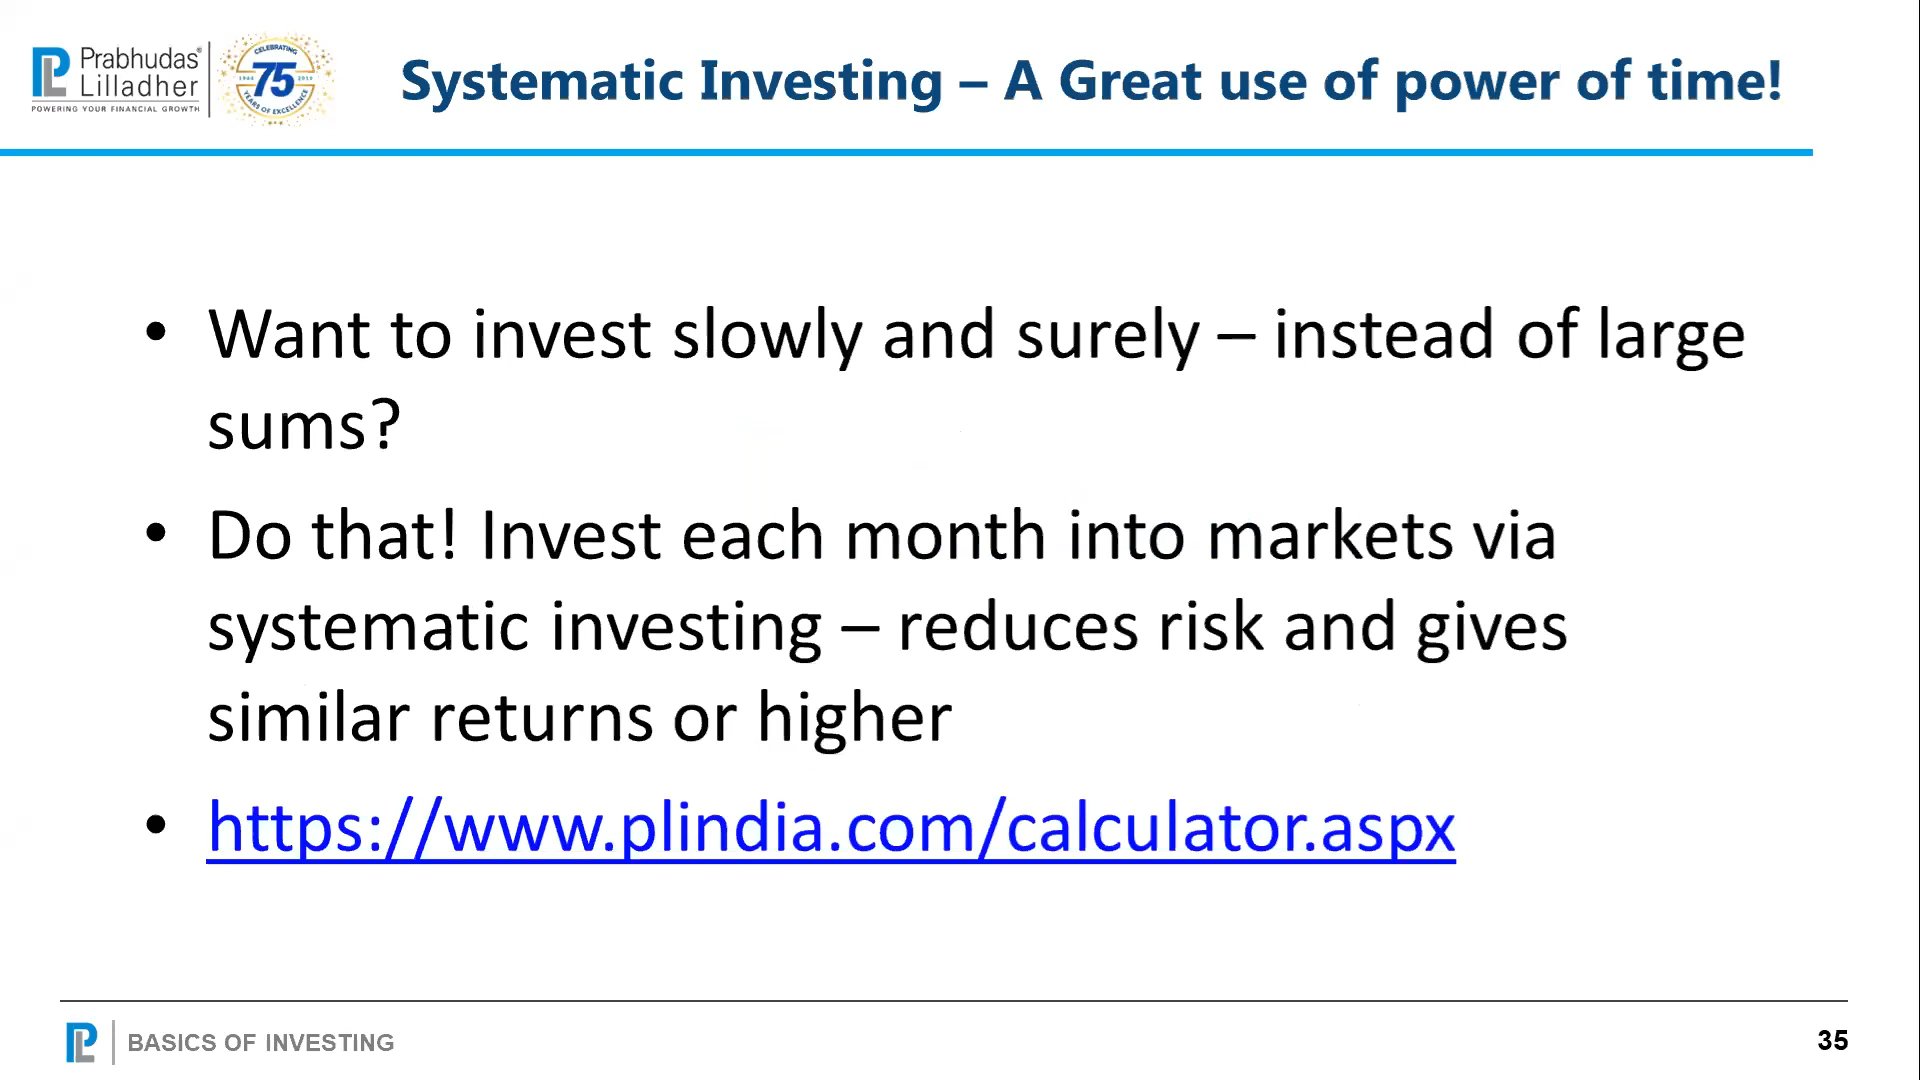 Prabhudas®
Lilladher
POWERING YOUR FINANCIAL GROWTH
CELEBRATING
75
YEARS OF EXCELLENCE
Systematic Investing – A Great use of power of time!
• Want to invest slowly and surely – instead of large
sums?
• Do that! Invest each month into markets via
systematic investing – reduces risk and gives
similar returns or higher
• https://www.plindia.com/calculator.aspx
BASICS OF INVESTING
35